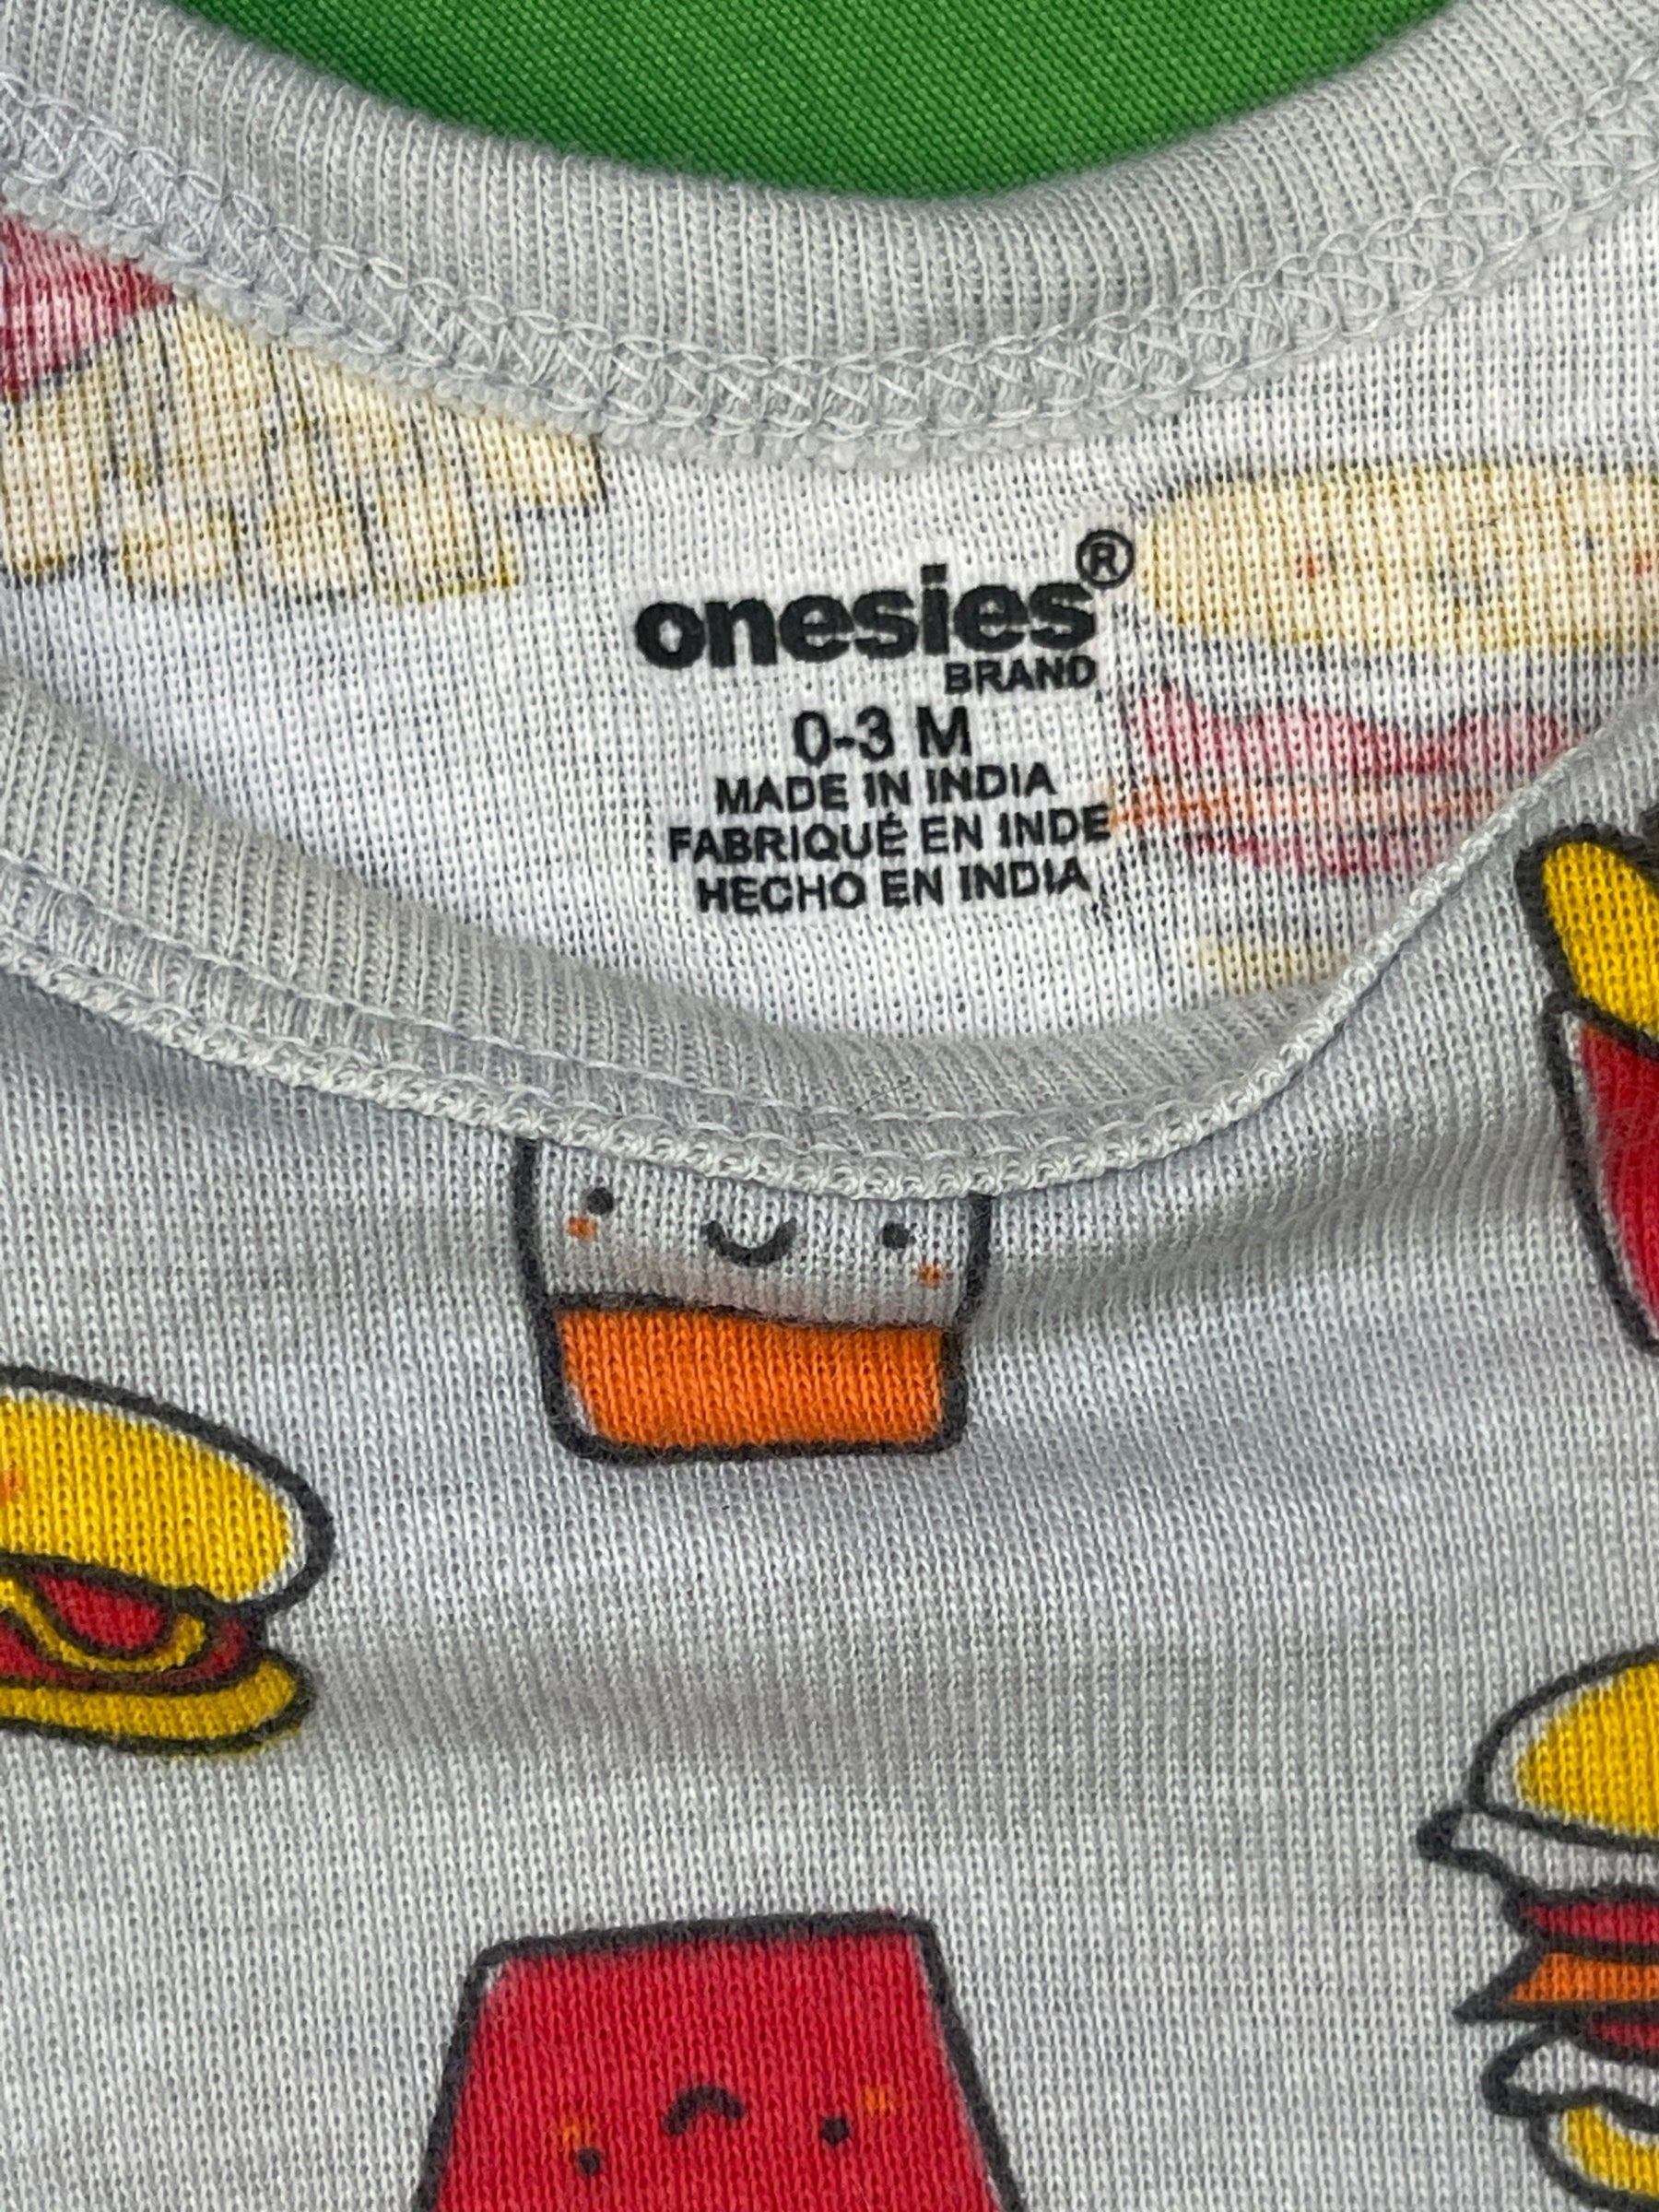 onesies®
BRAND
0-3 M
MADE IN INDIA
FABRIQUÉ EN INDE
HECHO EN INDIA